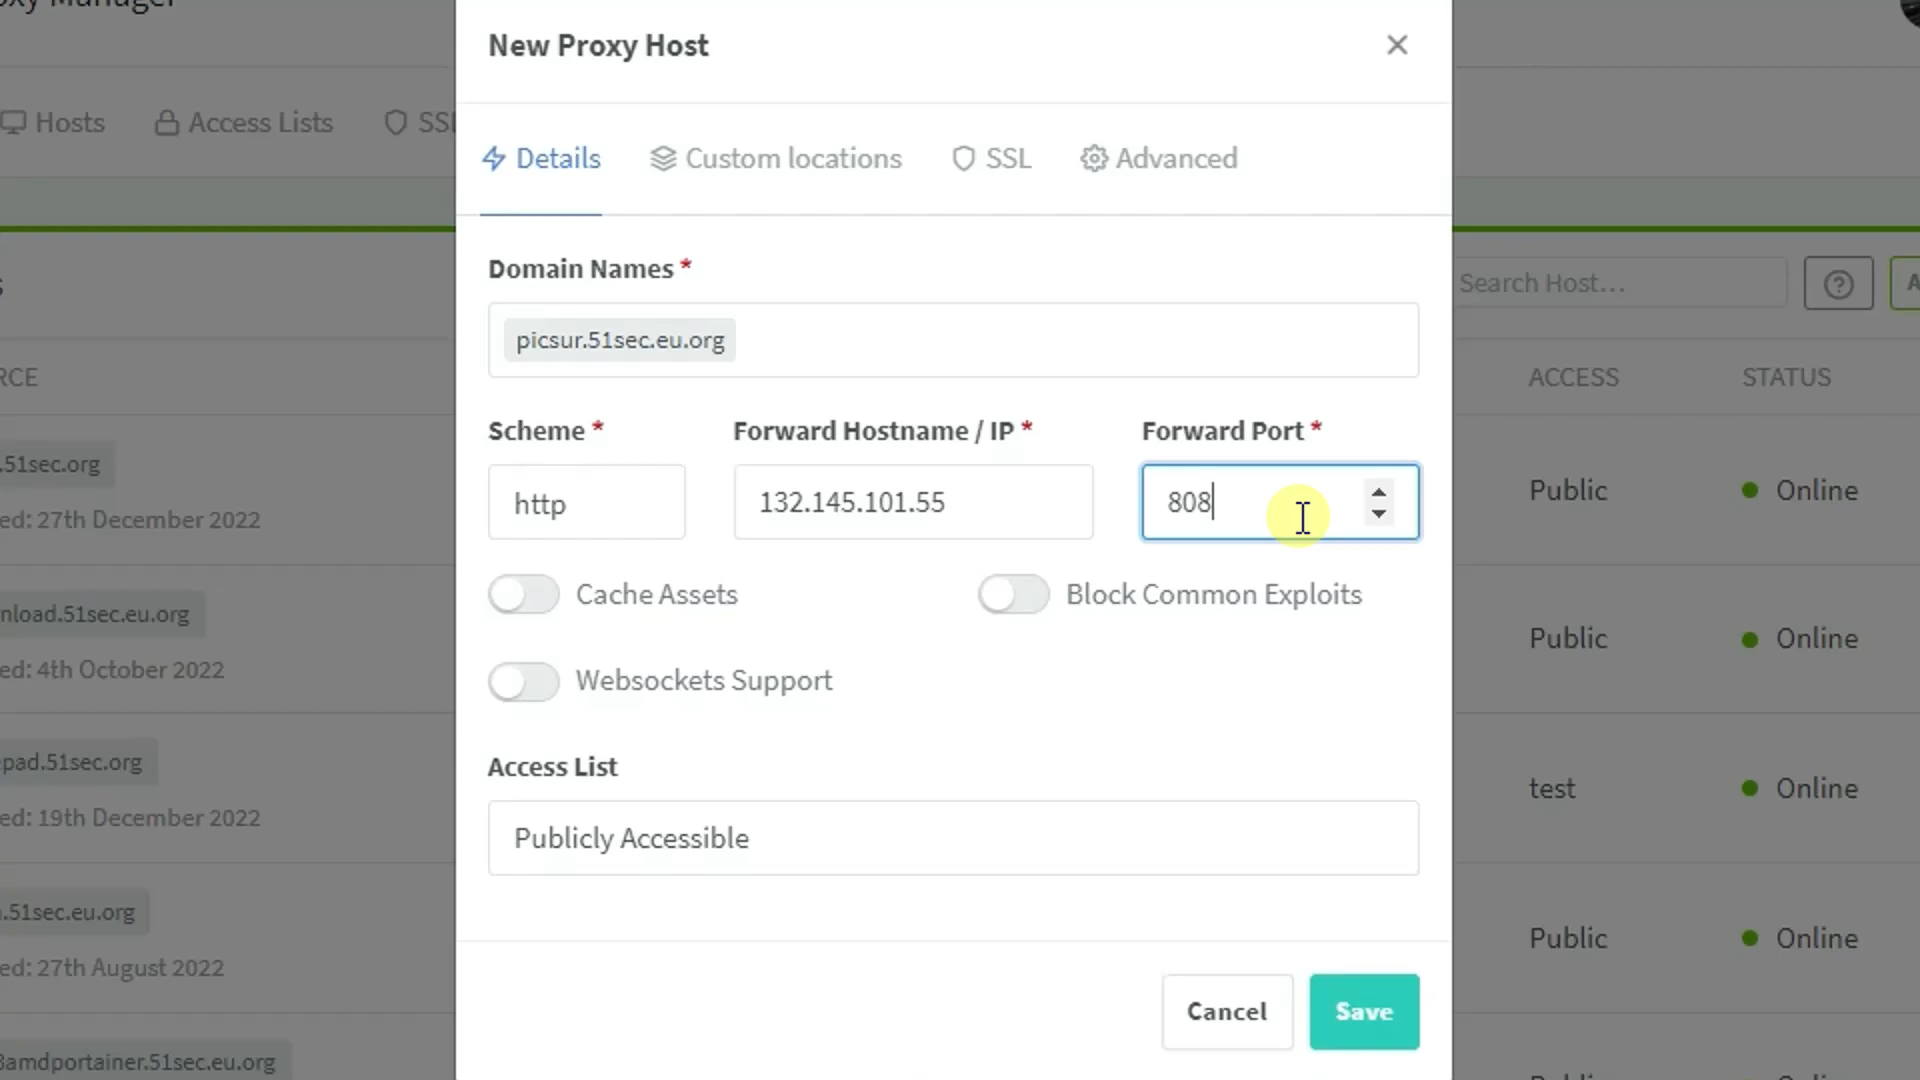 New Proxy Host
Hosts
Access Lists
SSL
Details
Custom locations
SSL
Advanced
Domain Names *
Search Host...
picsur.51sec.eu.org
ACCESS
STATUS
Scheme *
Forward Hostname / IP *
Forward Port *
.51sec.org
http
132.145.101.55
808
Public
Online
ed: 27th December 2022
Cache Assets
Block Common Exploits
nload.51sec.eu.org
Public
Online
ed: 4th October 2022
Websockets Support
Access List
pad.51sec.org
test
Online
ed: 19th December 2022
Publicly Accessible
.51sec.eu.org
Public
Online
ed: 27th August 2022
Cancel
Save
amdportainer.51sec.eu.org